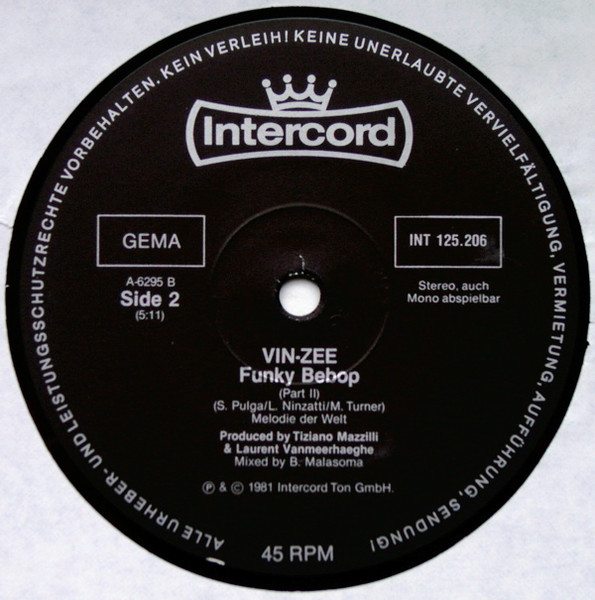 ALLE URHEBER- UND LEISTUNGSSCHUTZRECHTE VORBEHALTEN. KEIN VERLEIH! KEINE UNERLAUBTE VERVIELFÄLTIGUNG, VERMIETUNG, AUFFÜHRUNG, SENDUNG!
Intercord
GEMA
INT 125.206
A-6295 B
Side 2
(5:11)
Stereo, auch
Mono abspielbar
VIN-ZEE
Funky Bebop
(Part II)
(S. Pulga/L. Ninzatti/M. Turner)
Melodie der Welt
Produced by Tiziano Mazzilli
& Laurent Vanmeerhaeghe
Mixed by B. Malasoma
℗ & © 1981 Intercord Ton GmbH.
45 RPM